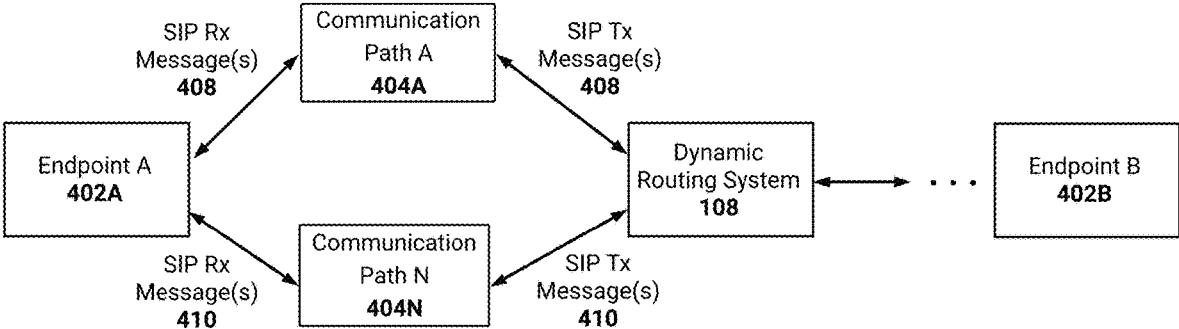 SIP Rx
Message(s)
408
Communication
Path A
404A
SIP Tx
Message(s)
408
Endpoint A
402A
Dynamic
Routing System
108
. . .
Endpoint B
402B
SIP Rx
Message(s)
410
Communication
Path N
404N
SIP Tx
Message(s)
410